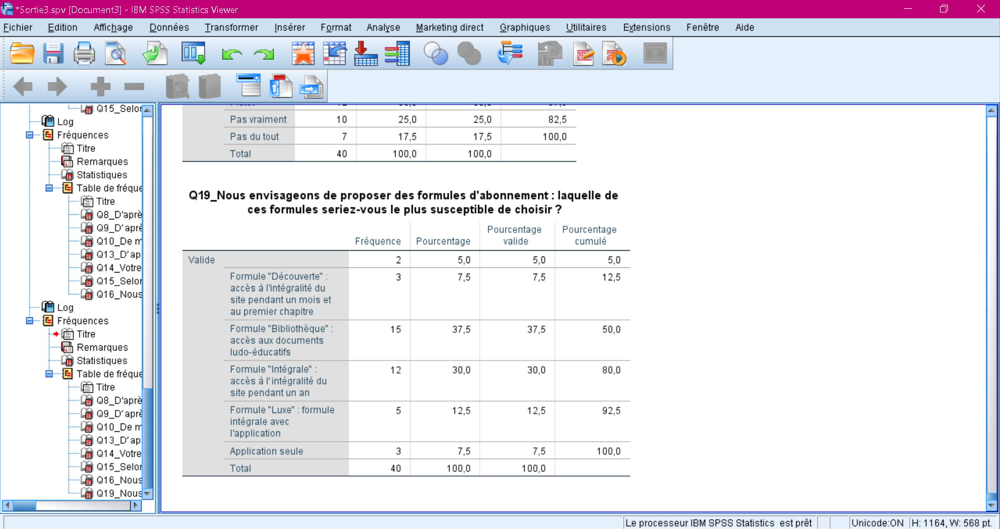 *Sortie3.spv [Document3] - IBM SPSS Statistics Viewer
Fichier Edition Affichage Données Transformer Insérer Format Analyse Marketing direct Graphiques Utilitaires Extensions Fenêtre Aide
Q15_Selor
Log
Fréquences
Titre
Remarques
Statistiques
Table de fréque
Titre
Q8_D'aprè
Q9_D'aprè
Q10_De m
Q13_D'ap
Q14_Votre
Q15_Selor
Q16_Nous
Log
Fréquences
Titre
Remarques
Statistiques
Table de fréque
Titre
Q8_D'aprè
Q9_D'aprè
Q10_De m
Q13_D'ap
Q14_Votre
Q15_Selor
Q16_Nous
Q19_Nous
Pas vraiment 10 25,0 25,0 82,5
Pas du tout 7 17,5 17,5 100,0
Total 40 100,0 100,0
Q19_Nous envisageons de proposer des formules d'abonnement : laquelle de
ces formules seriez-vous le plus susceptible de choisir ?
Fréquence Pourcentage Pourcentage valide Pourcentage cumulé
Valide 2 5,0 5,0 5,0
Formule "Découverte" : 3 7,5 7,5 12,5
accès à l'intégralité du
site pendant un mois et
au premier chapitre
Formule "Bibliothèque" : 15 37,5 37,5 50,0
accès aux documents
ludo-éducatifs
Formule "Intégrale" : 12 30,0 30,0 80,0
accès à l'intégralité du
site pendant un an
Formule "Luxe" : formule 5 12,5 12,5 92,5
intégrale avec
l'application
Application seule 3 7,5 7,5 100,0
Total 40 100,0 100,0
Le processeur IBM SPSS Statistics est prêt Unicode:ON H: 1164, W: 568 pt.